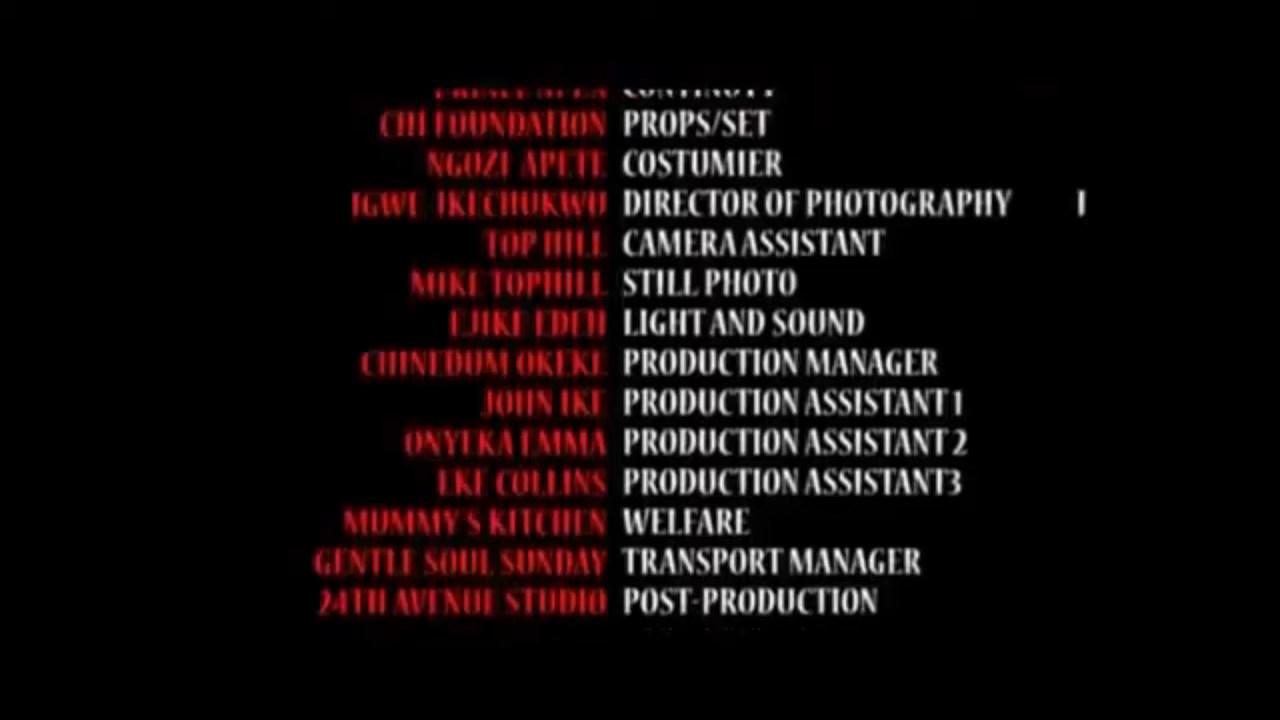 CONTINUTY
CHI FOUNDATION PROPS/SET
NGOZI APETE COSTUMIER
IGWE IKECHUKWU DIRECTOR OF PHOTOGRAPHY I
TOP HILL CAMERA ASSISTANT
MIKE TOPHILL STILL PHOTO
EJIKE EDEH LIGHT AND SOUND
CHINEDUM OKEKE PRODUCTION MANAGER
JOHN IKE PRODUCTION ASSISTANT 1
ONYEKA EMMA PRODUCTION ASSISTANT 2
EKE COLLINS PRODUCTION ASSISTANT3
MUMMY'S KITCHEN WELFARE
GENTLE SOUL SUNDAY TRANSPORT MANAGER
24TH AVENUE STUDIO POST-PRODUCTION